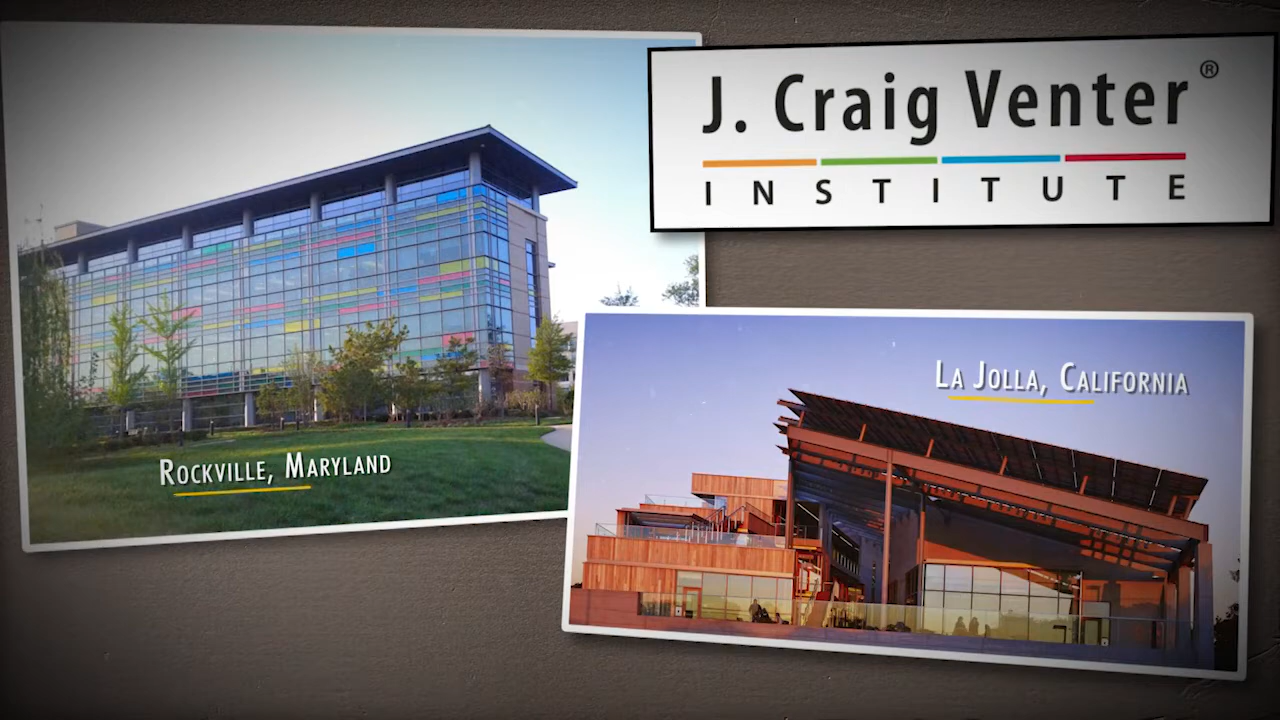 J. Craig Venter®
INSTITUTE
La Jolla, California
Rockville, Maryland